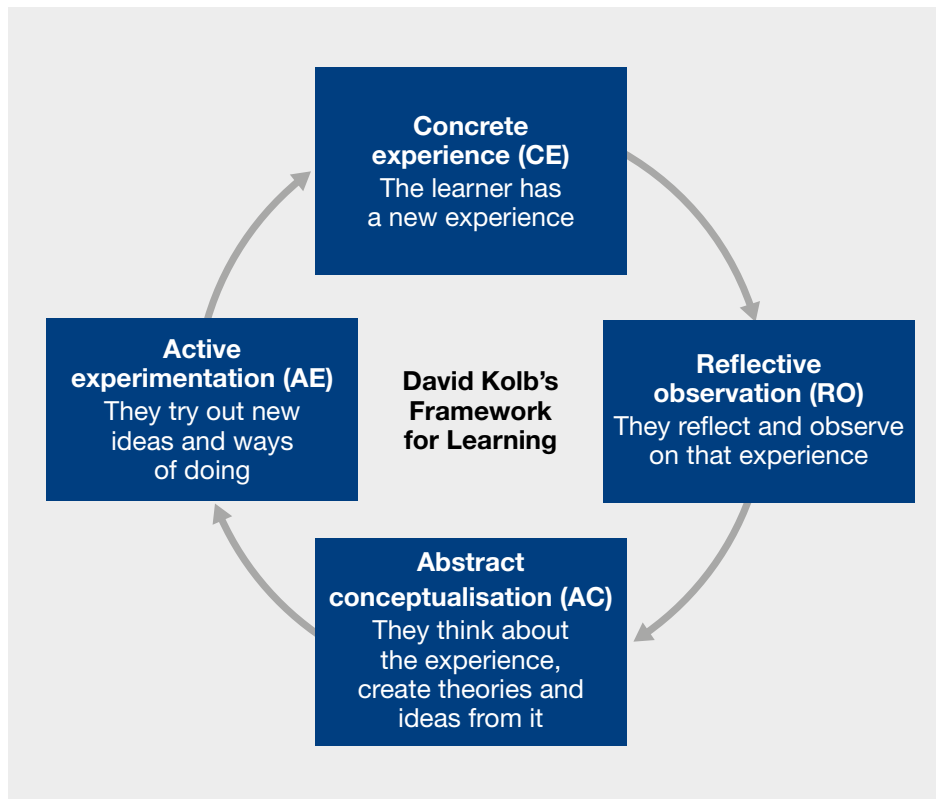 Concrete
experience (CE)
The learner has
a new experience
Active
experimentation (AE)
They try out new
ideas and ways
of doing
David Kolb’s
Framework
for Learning
Reflective
observation (RO)
They reflect and observe
on that experience
Abstract
conceptualisation (AC)
They think about
the experience,
create theories and
ideas from it